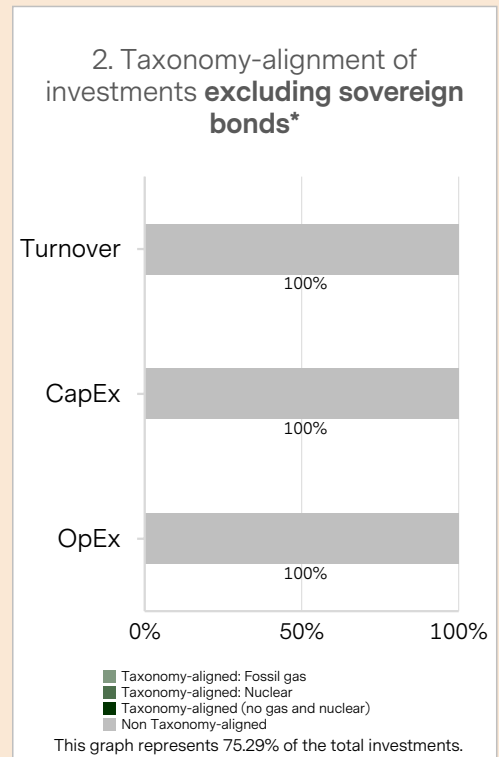 2. Taxonomy-alignment of
investments excluding sovereign
bonds*
Turnover
100%
CapEx
100%
OpEx
100%
0% 50% 100%
Taxonomy-aligned: Fossil gas
Taxonomy-aligned: Nuclear
Taxonomy-aligned (no gas and nuclear)
Non Taxonomy-aligned
This graph represents 75.29% of the total investments.